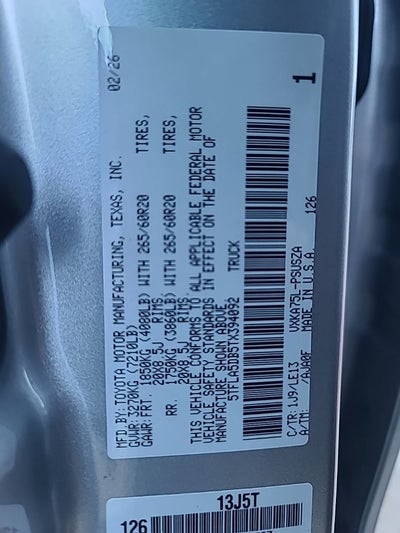 MFD.BY: TOYOTA MOTOR MANUFACTURING, TEXAS, INC. 02/26
GVWR: 3270KG (7210LB)
GAWR: FRT. 1850KG (4080LB) WITH 265/60R20 TIRES,
20X8.5J RIMS
RR. 1750KG (3860LB) WITH 265/60R20 TIRES,
20X8.5J RIMS
THIS VEHICLE CONFORMS TO ALL APPLICABLE FEDERAL MOTOR
VEHICLE SAFETY STANDARDS IN EFFECT ON THE DATE OF
MANUFACTURE SHOWN ABOVE.
5TFLA5DB5TX394092 TRUCK
1
126
C/TR: 1J9/LE13 VXKA75L-PSUSZA
A/TM: /AJA0F MADE IN U.S.A.
13J5T
126